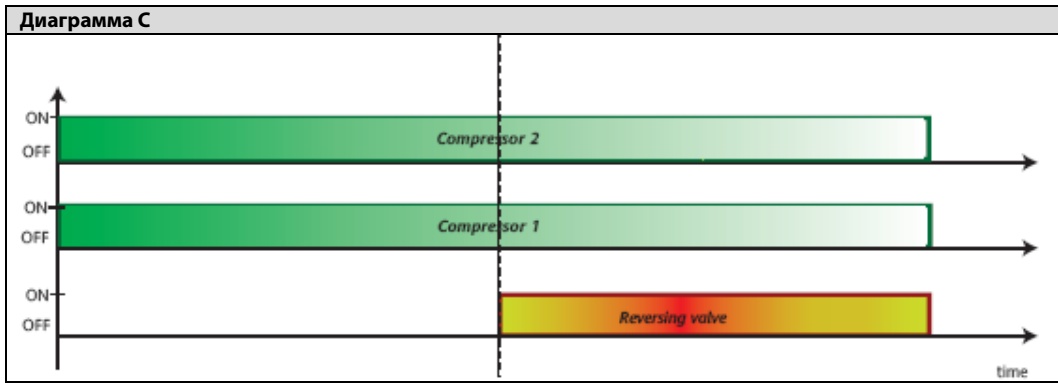 Диаграмма С
ON
OFF
Compressor 2
ON
OFF
Compressor 1
ON
OFF
Reversing valve
time